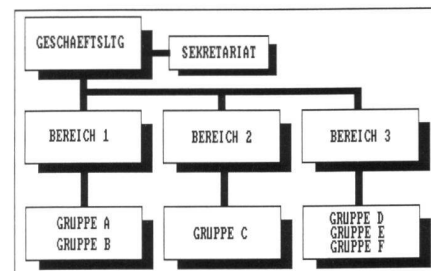 GESCHAEFTSLTG
SEKRETARIAT
BEREICH 1
BEREICH 2
BEREICH 3
GRUPPE A
GRUPPE B
GRUPPE C
GRUPPE D
GRUPPE E
GRUPPE F